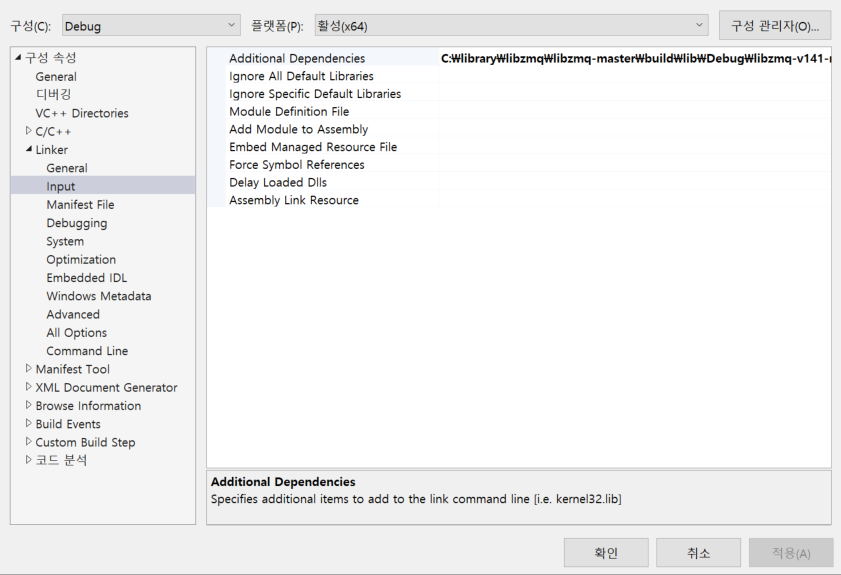 구성(C): Debug 플랫폼(P): 활성(x64) 구성 관리자(O)...
구성 속성
General
디버깅
VC++ Directories
C/C++
Linker
General
Input
Manifest File
Debugging
System
Optimization
Embedded IDL
Windows Metadata
Advanced
All Options
Command Line
Manifest Tool
XML Document Generator
Browse Information
Build Events
Custom Build Step
코드 분석
Additional Dependencies C:₩library₩libzmq₩libzmq-master₩build₩lib₩Debug₩libzmq-v141-
Ignore All Default Libraries
Ignore Specific Default Libraries
Module Definition File
Add Module to Assembly
Embed Managed Resource File
Force Symbol References
Delay Loaded Dlls
Assembly Link Resource
Additional Dependencies
Specifies additional items to add to the link command line [i.e. kernel32.lib]
확인 취소 적용(A)